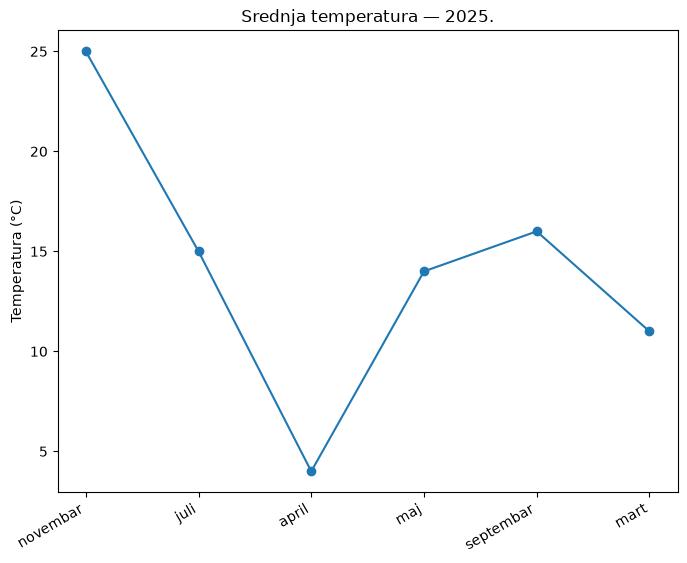 Srednja temperatura — 2025.
Temperatura (°C)
25
20
15
10
5
novembar
juli
april
maj
septembar
mart